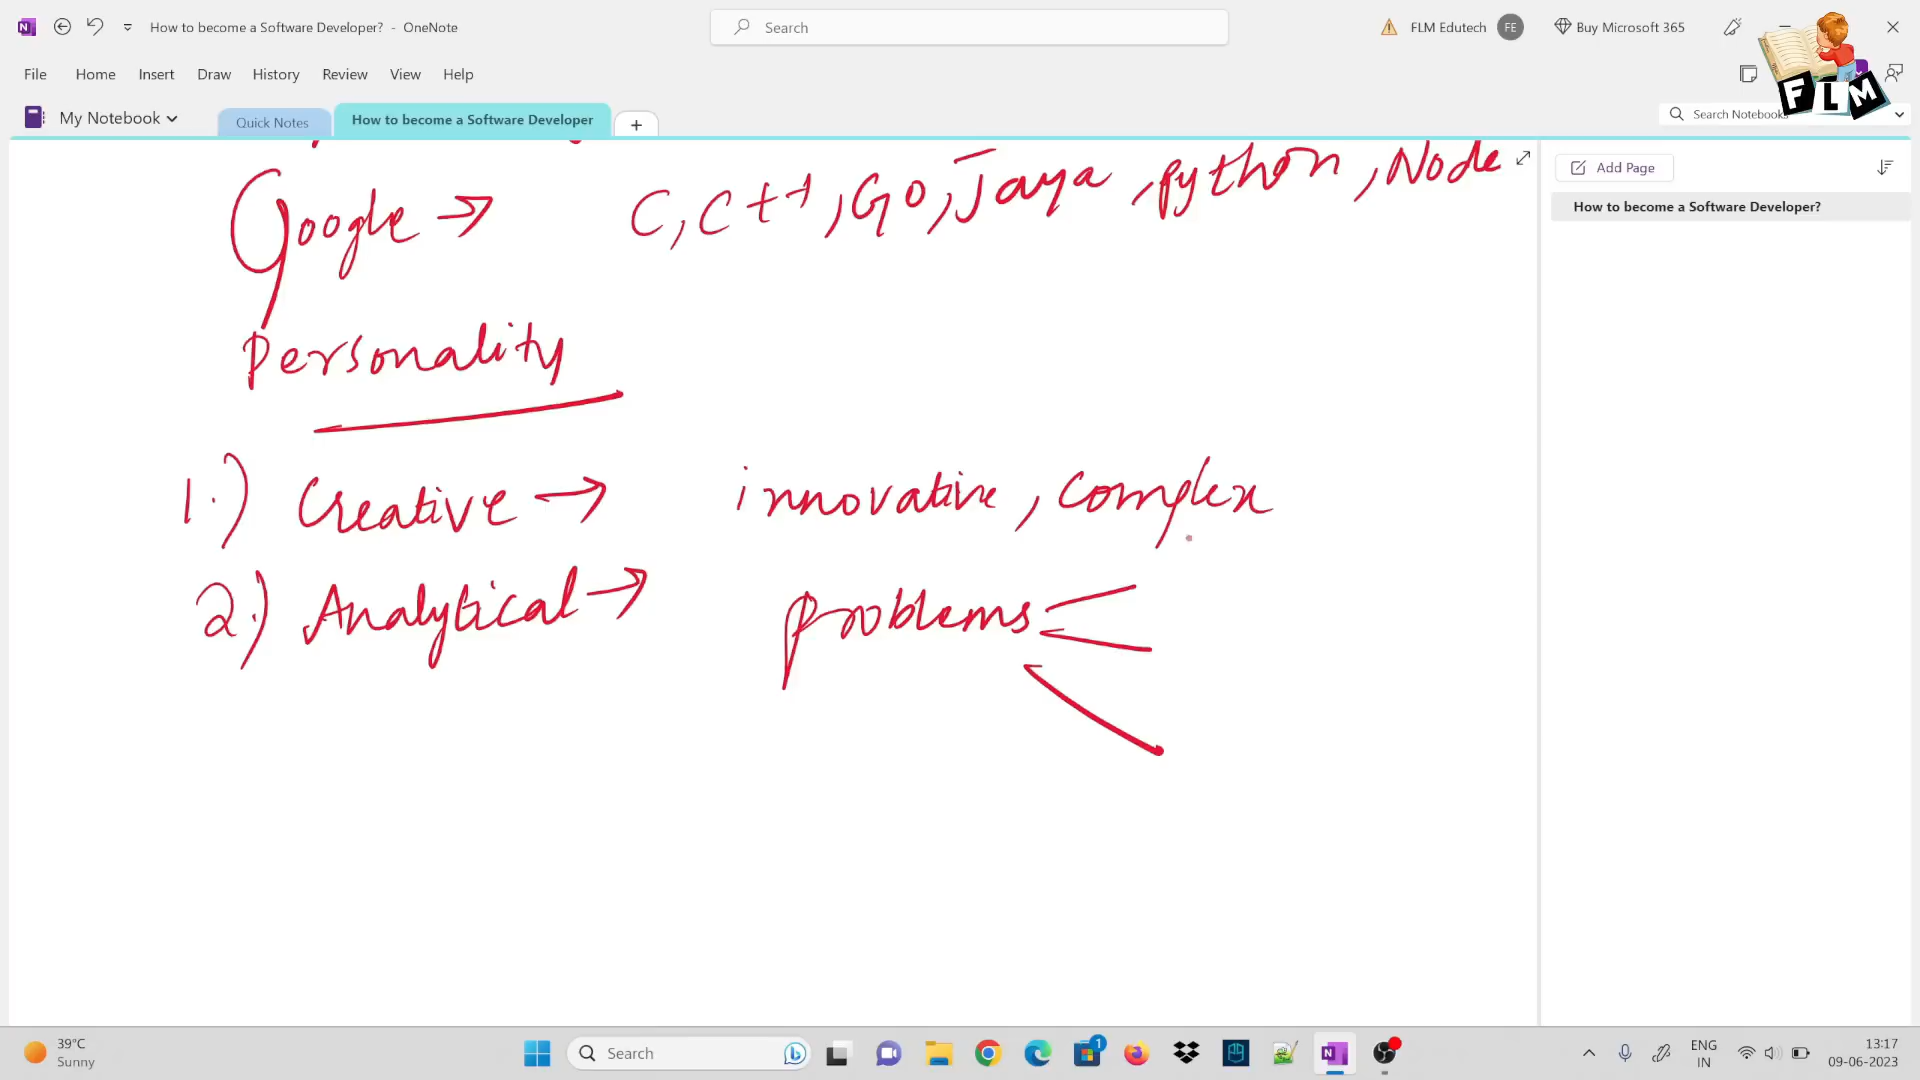 How to become a Software Developer? - OneNote
Search
FLM Edutech FE
Buy Microsoft 365
File Home Insert Draw History Review View Help
FLM
My Notebook
Quick Notes
How to become a Software Developer
+
Search Notebooks
Add Page
How to become a Software Developer?
Google → C, C++, GO, Java, Python, Node
Personality
1.) Creative → innovative, Complex
2.) Analytical → Problems
39°C
Sunny
Search
1
ENG
IN
13:17
09-06-2023